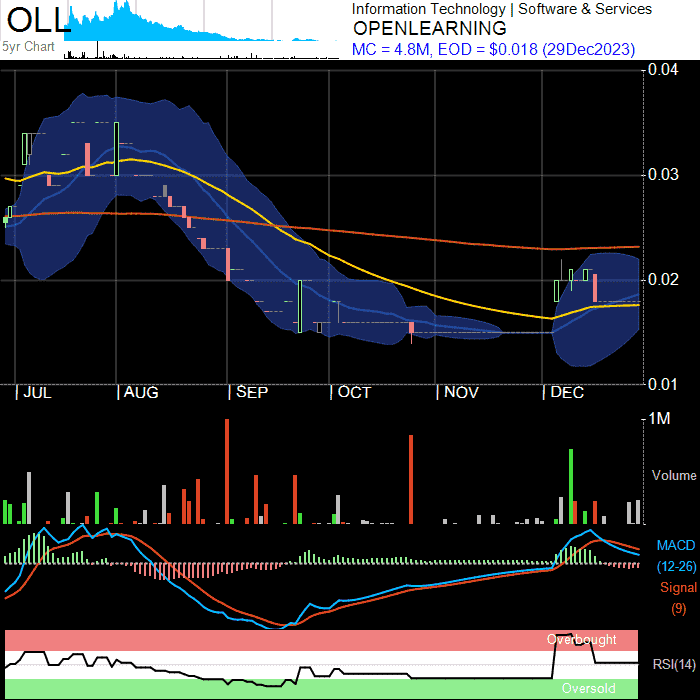 OLL
5yr Chart
Information Technology | Software & Services
OPENLEARNING
MC = 4.8M, EOD = $0.018 (29Dec2023)
0.04
0.03
0.02
0.01
| JUL | AUG | SEP | OCT | NOV | DEC
1M
Volume
MACD
(12-26)
Signal
(9)
Overbought
RSI(14)
Oversold